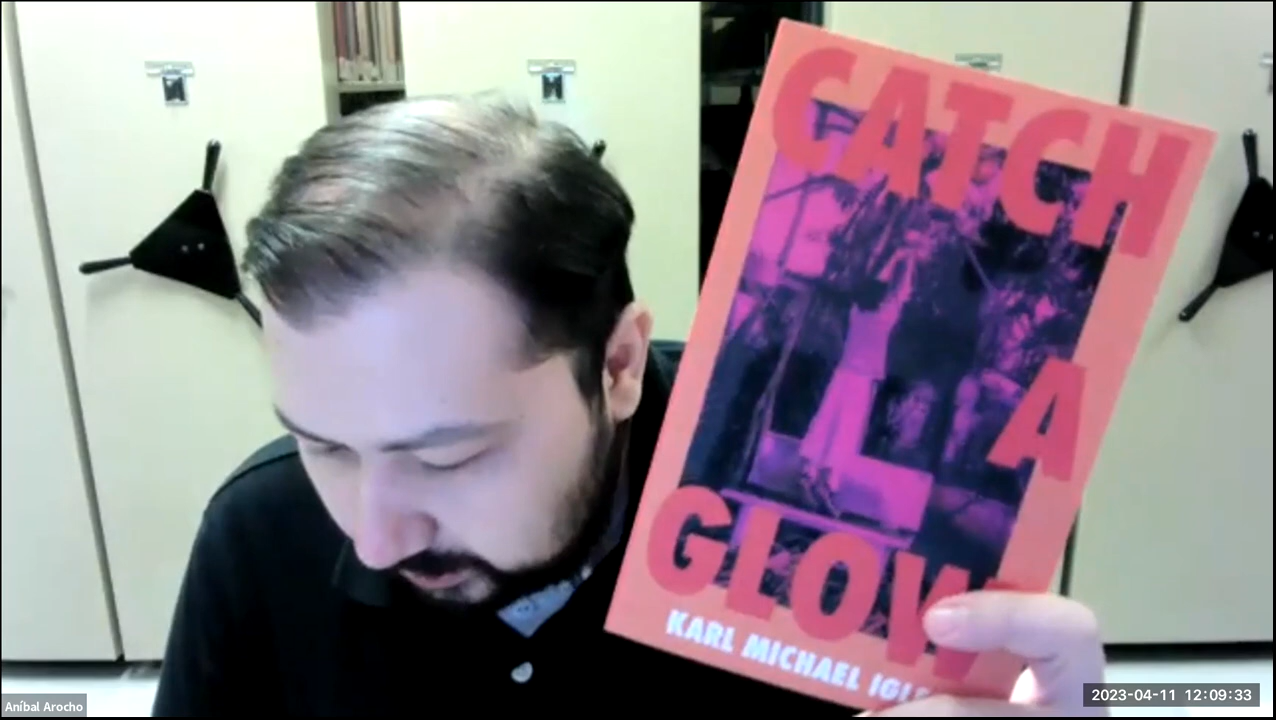 CATCH
A
GLOW
KARL MICHAEL
Aníbal Arocho
2023-04-11 12:09:33